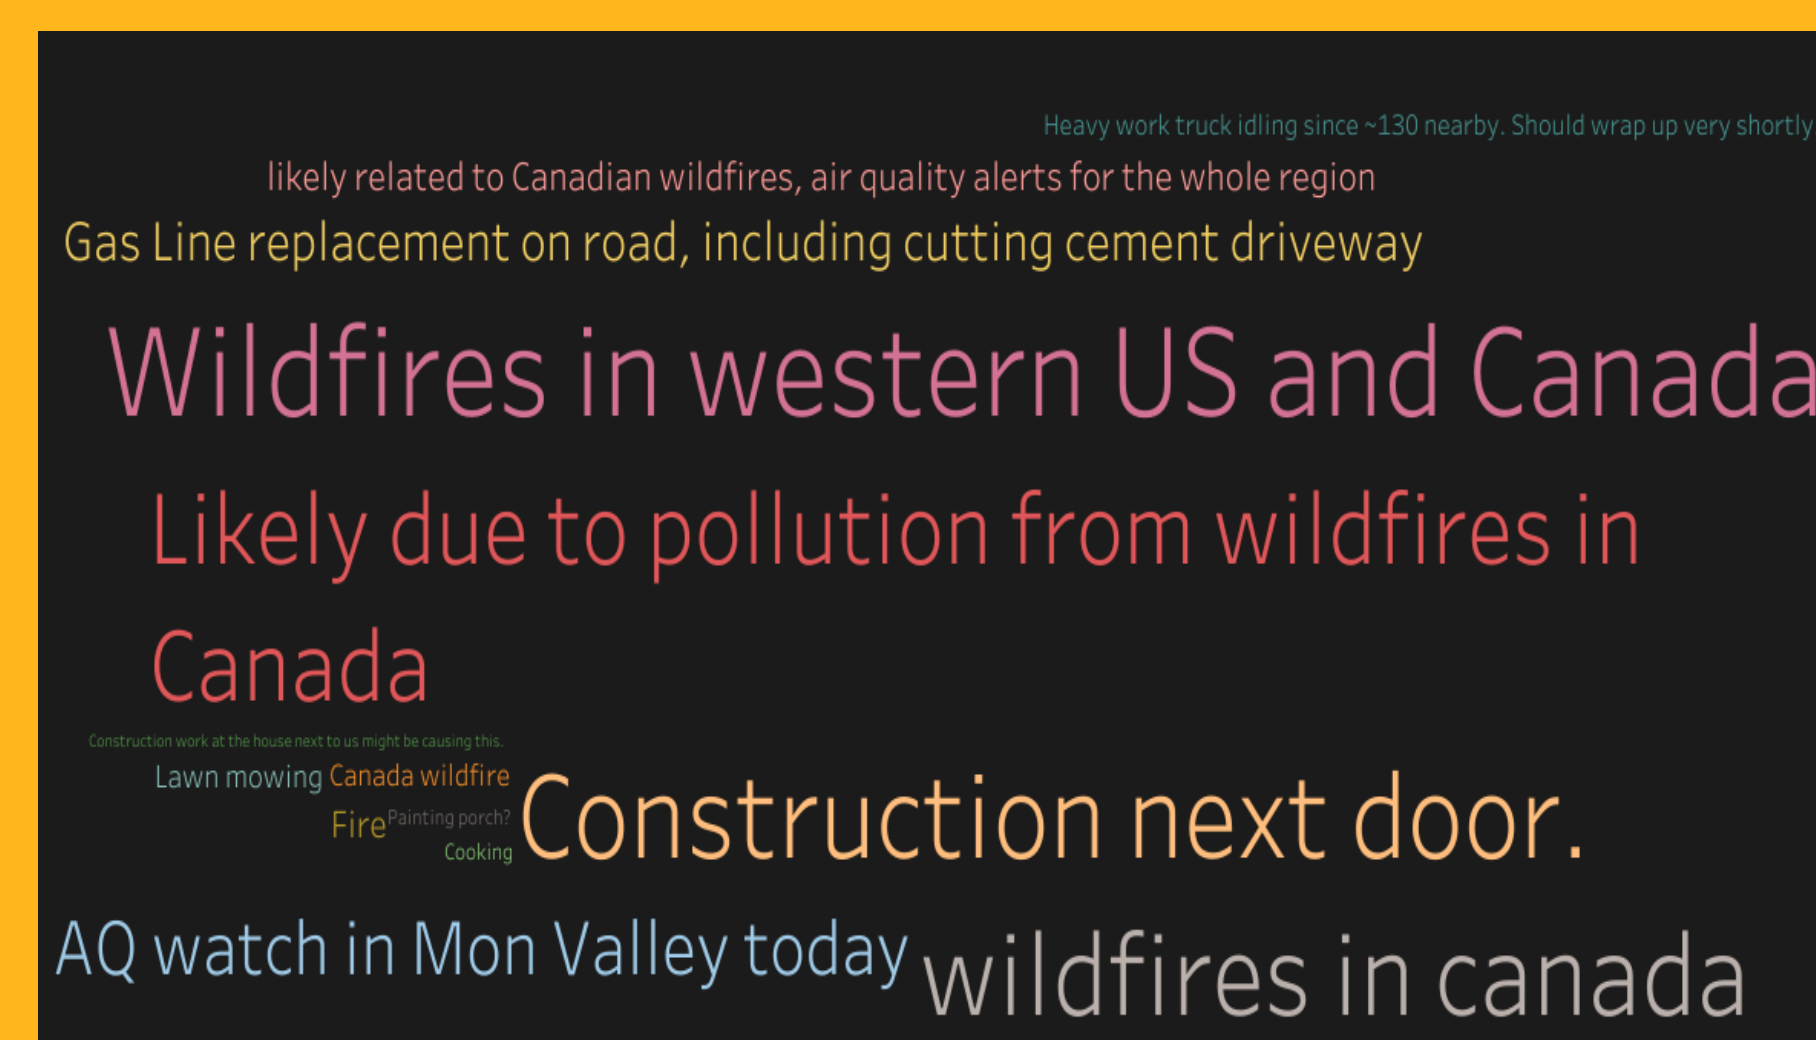 Heavy work truck idling since ~130 nearby. Should wrap up very shortly
likely related to Canadian wildfires, air quality alerts for the whole region
Gas Line replacement on road, including cutting cement driveway
Wildfires in western US and Canada
Likely due to pollution from wildfires in
Canada
Construction work at the house next to us might be causing this.
Lawn mowing Canada wildfire
Fire Painting porch?
Cooking
Construction next door.
AQ watch in Mon Valley today
wildfires in canada